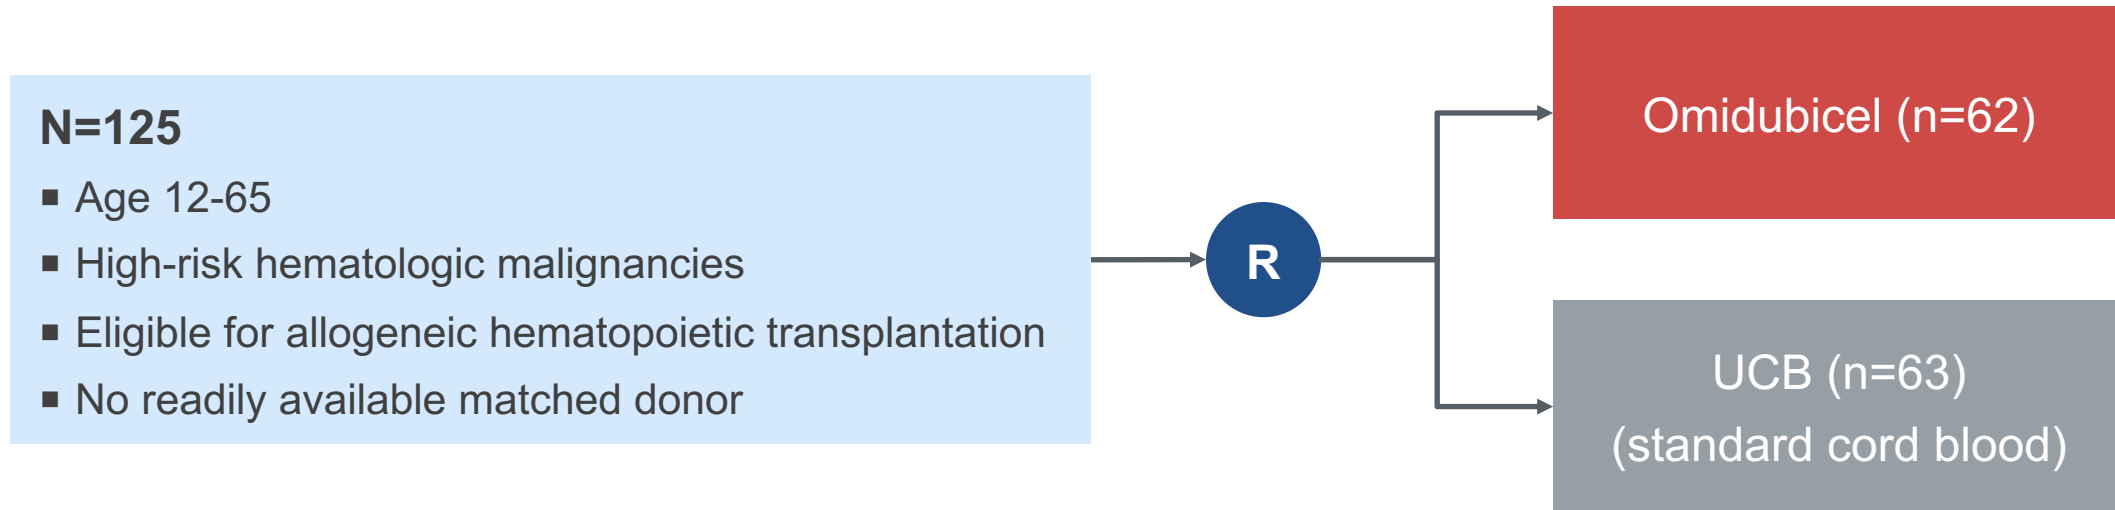 N=125
▪ Age 12-65
▪ High-risk hematologic malignancies
▪ Eligible for allogeneic hematopoietic transplantation
▪ No readily available matched donor
R
Omidubicel (n=62)
UCB (n=63)
(standard cord blood)